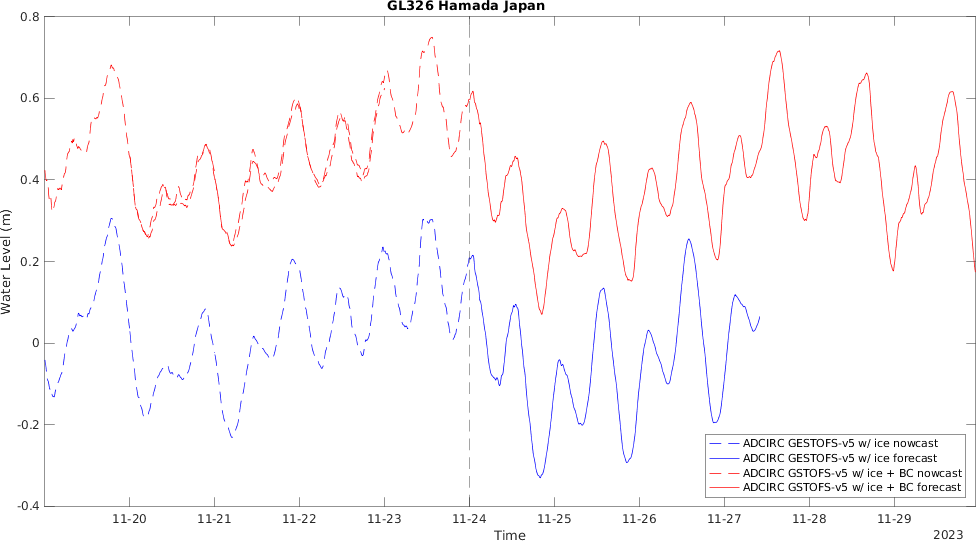 GL326 Hamada Japan
0.8
0.6
0.4
0.2
0
-0.2
-0.4
Water Level (m)
ADCIRC GESTOFS-v5 w/ ice nowcast
ADCIRC GESTOFS-v5 w/ ice forecast
ADCIRC GSTOFS-v5 w/ ice + BC nowcast
ADCIRC GSTOFS-v5 w/ ice + BC forecast
11-20 11-21 11-22 11-23 11-24 11-25 11-26 11-27 11-28 11-29
Time
2023